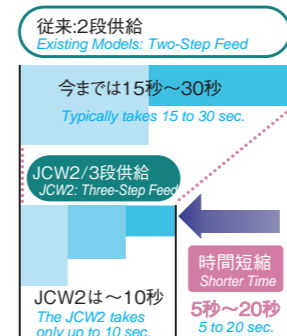 従来:2段供給
Existing Models: Two-Step Feed
今までは15秒〜30秒
Typically takes 15 to 30 sec.
JCW2/3段供給
JCW2: Three-Step Feed
JCW2は〜10秒
The JCW2 takes
only up to 10 sec.
時間短縮
Shorter Time
5秒〜20秒
5 to 20 sec.